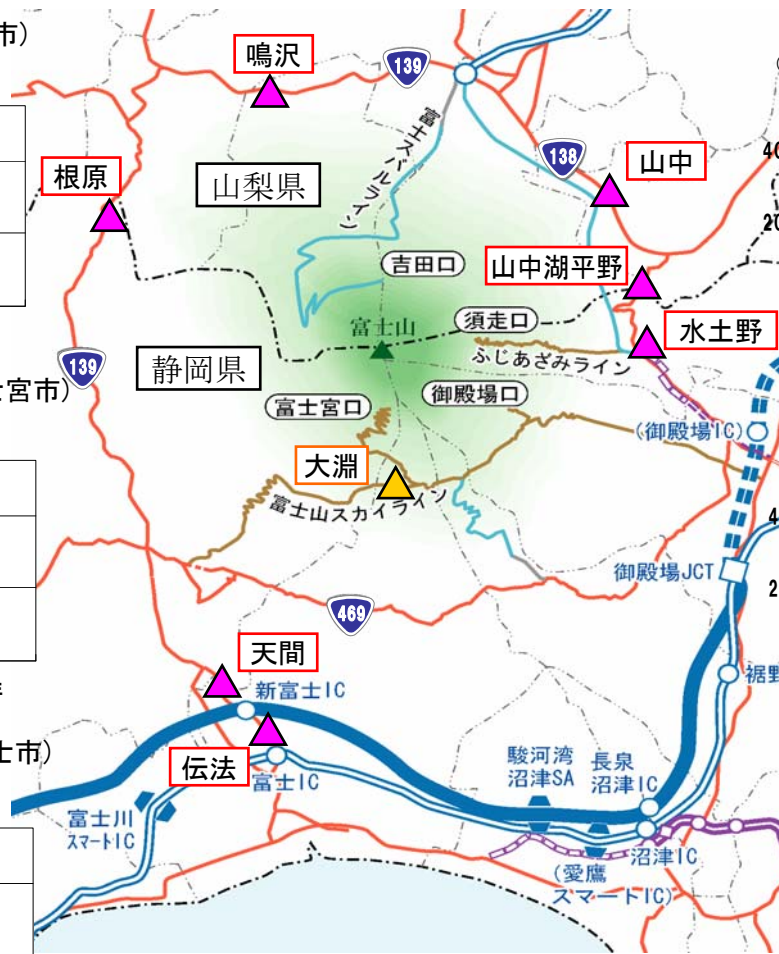 市）
鳴沢
139
富士スバルライン
138
山中
40
根原
山梨県
20
吉田口
山中湖平野
富士山
須走口
水土野
静岡県
139
ふじあざみライン
士宮市）
富士宮口
御殿場口
（御殿場IC）
大淵
富士山スカイライン
4
御殿場JCT
2
469
天間
新富士IC
裾野
士市）
伝法
富士IC
駿河湾
沼津SA
長泉
沼津IC
富士川
スマートIC
沼津IC
（愛鷹
スマートIC）